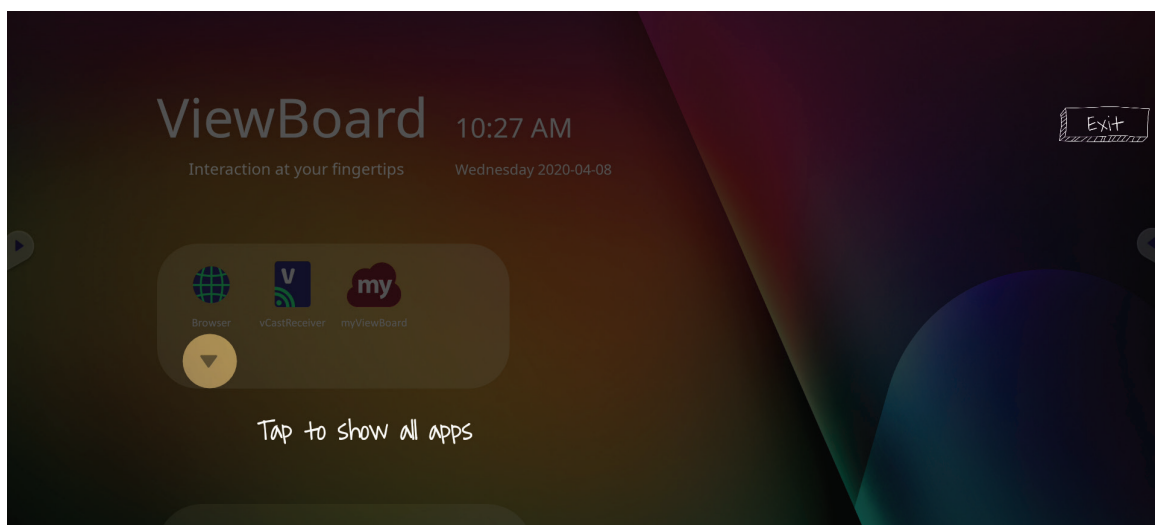 ViewBoard
10:27 AM
Exit
Interaction at your fingertips
Wednesday 2020-04-08
V
my
Browser
vCastReceiver
myViewBoard
Tap to show all apps